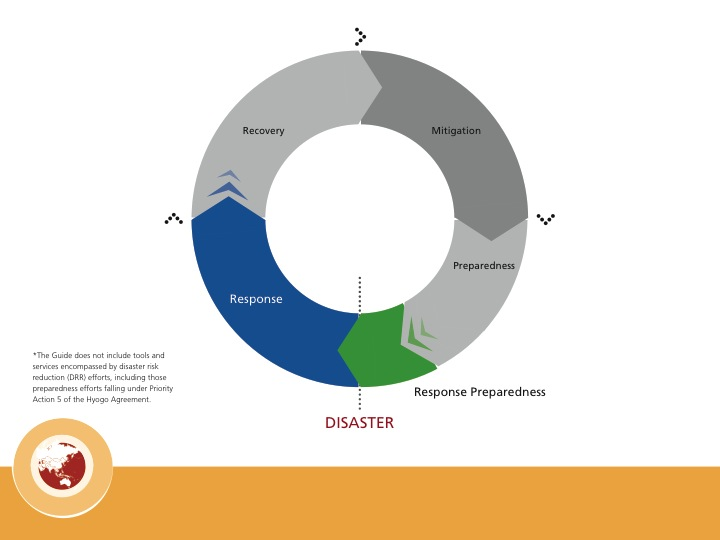 Recovery
Mitigation
Preparedness
Response
*The Guide does not include tools and
services encompassed by disaster risk
reduction (DRR) efforts, including those
preparedness efforts falling under Priority
Action 5 of the Hyogo Agreement.
Response Preparedness
DISASTER